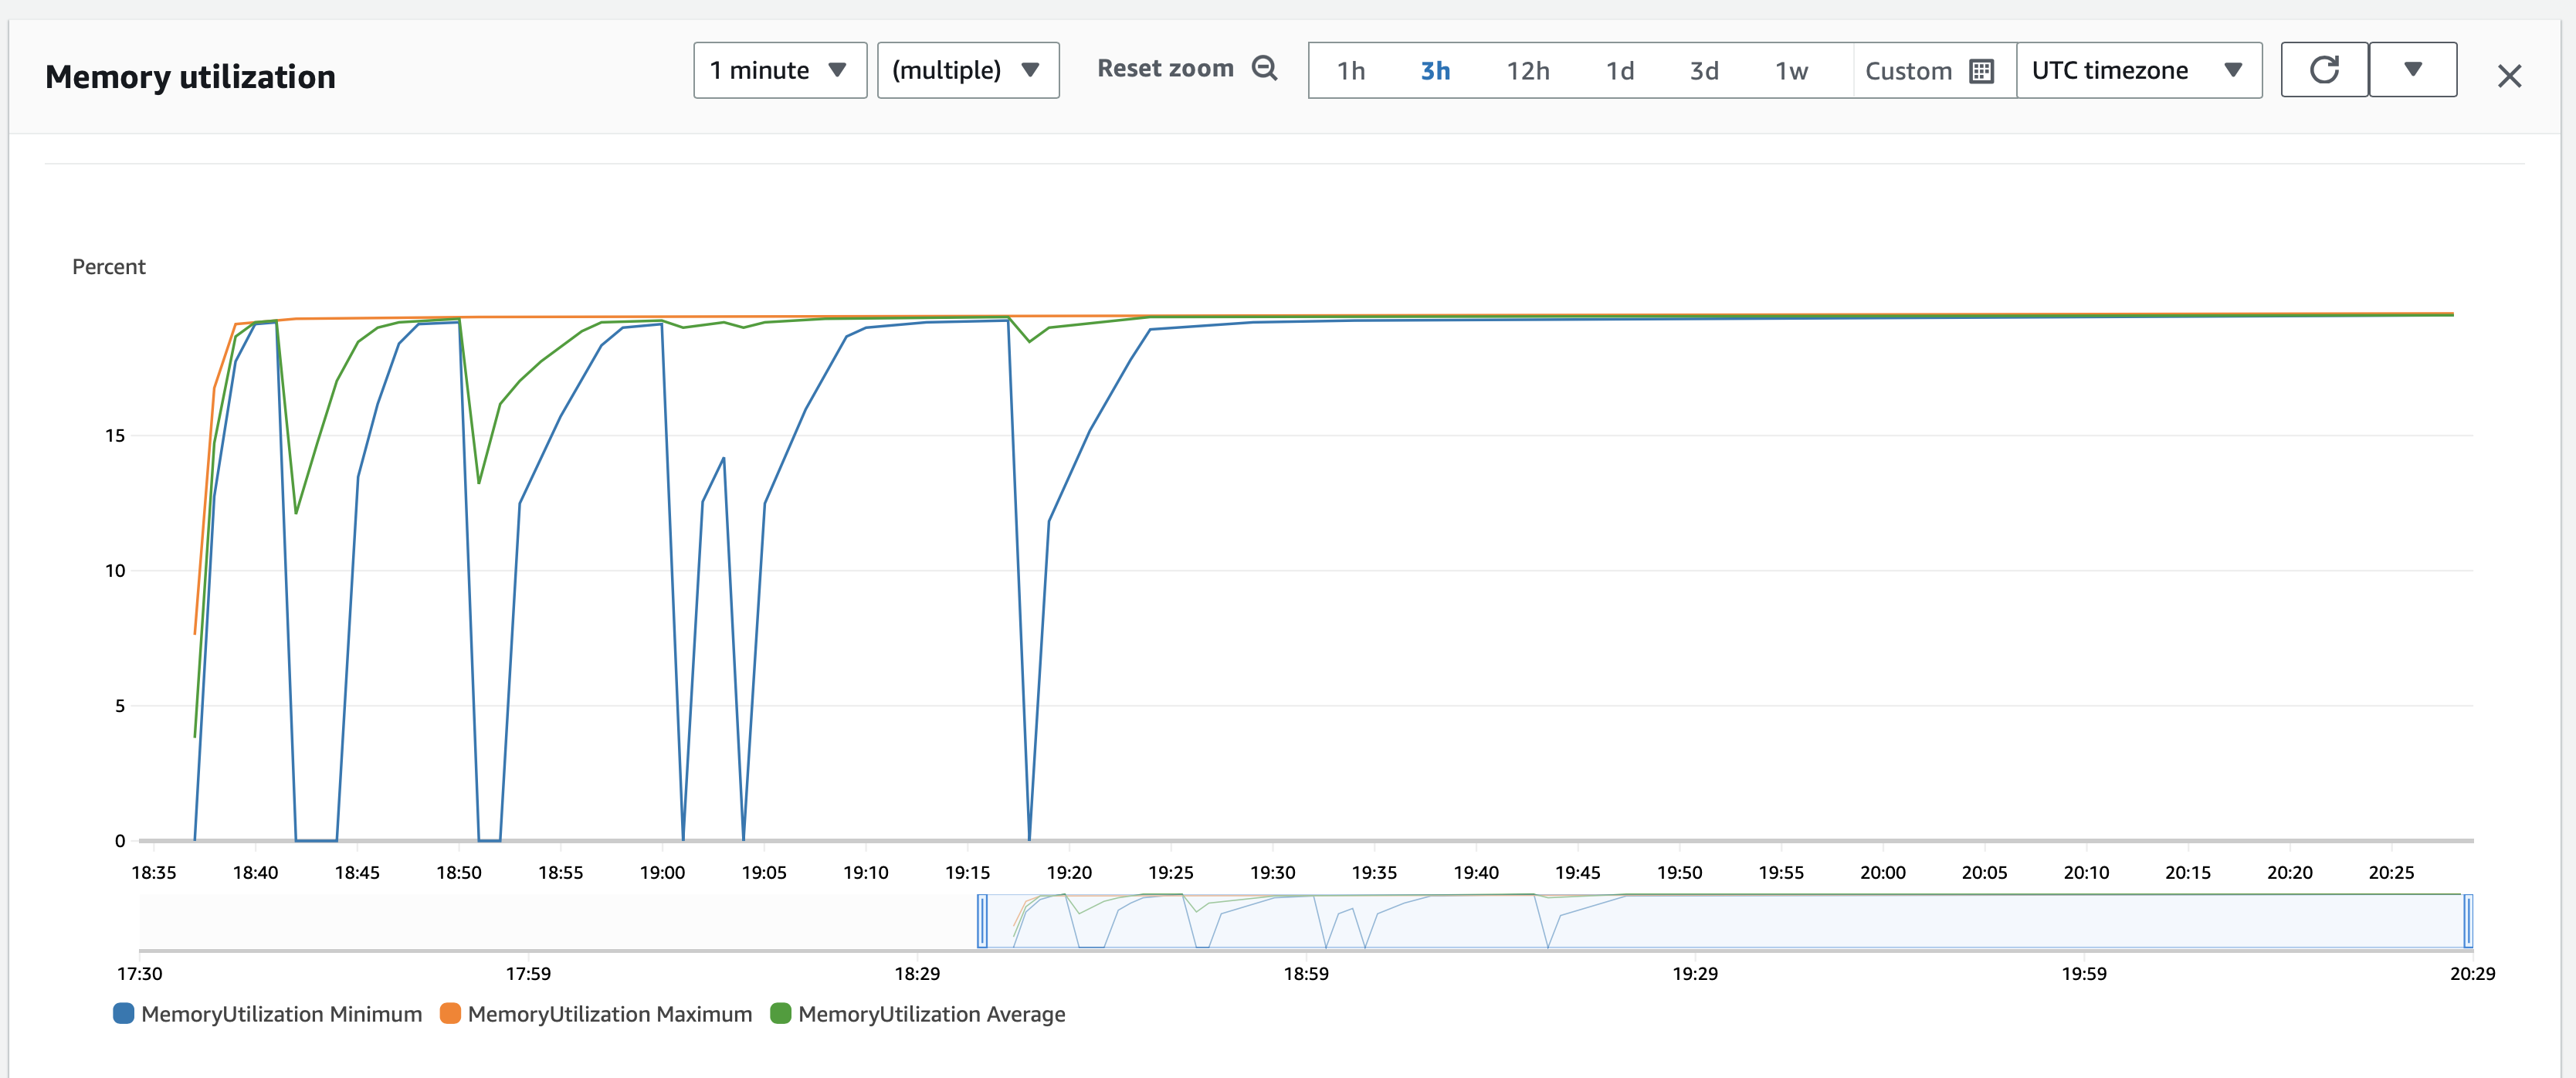 Memory utilization 1 minute (multiple) Reset zoom 1h 3h 12h 1d 3d 1w Custom UTC timezone
Percent
15
10
5
0
18:35 18:40 18:45 18:50 18:55 19:00 19:05 19:10 19:15 19:20 19:25 19:30 19:35 19:40 19:45 19:50 19:55 20:00 20:05 20:10 20:15 20:20 20:25
17:30 17:59 18:29 18:59 19:29 19:59 20:29
MemoryUtilization Minimum MemoryUtilization Maximum MemoryUtilization Average